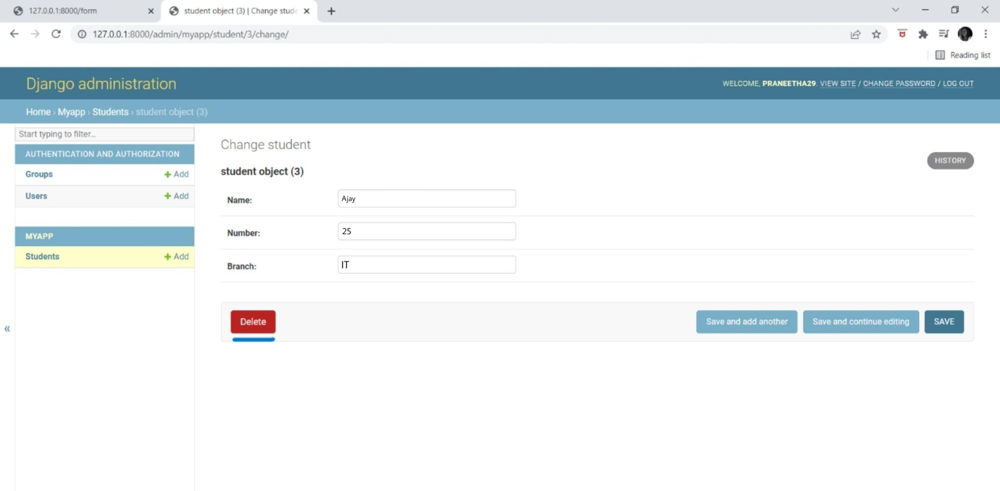 127.0.0.1:8000/form
student object (3) | Change stude
127.0.0.1:8000/admin/myapp/student/3/change/
Reading list
Django administration
WELCOME, PRANEETHA29. VIEW SITE / CHANGE PASSWORD / LOG OUT
Home › Myapp › Students › student object (3)
Start typing to filter...
AUTHENTICATION AND AUTHORIZATION
Groups + Add
Users + Add
MYAPP
Students + Add
Change student
HISTORY
student object (3)
Name: Ajay
Number: 25
Branch: IT
Delete Save and add another Save and continue editing SAVE